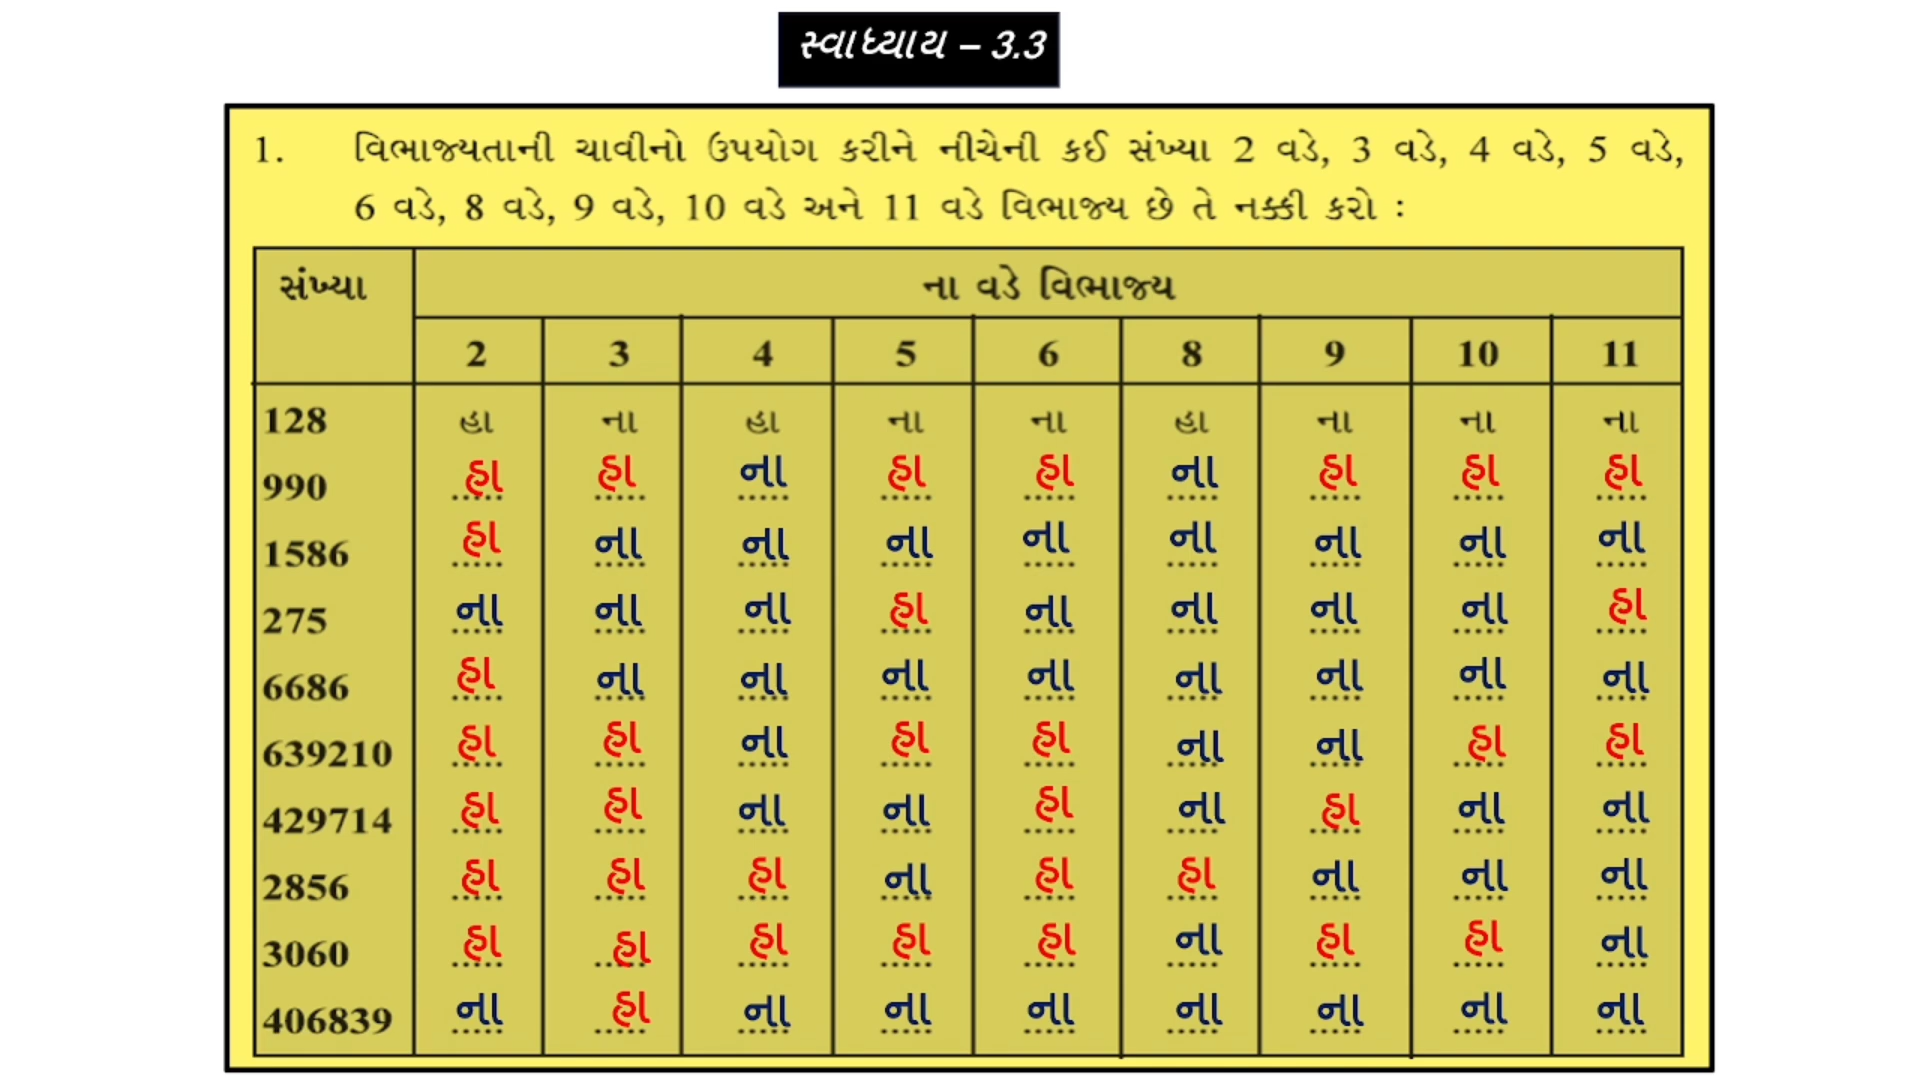 સ્વાધ્યાય – 3.3
1. વિભાજ્યતાની ચાવીનો ઉપયોગ કરીને નીચેની કઈ સંખ્યા 2 વડે, 3 વડે, 4 વડે, 5 વડે,
6 વડે, 8 વડે, 9 વડે, 10 વડે અને 11 વડે વિભાજ્ય છે તે નક્કી કરો :
સંખ્યા ના વડે વિભાજ્ય
2 3 4 5 6 8 9 10 11
128 હા ના હા ના ના હા ના ના ના
990 હા હા ના હા હા ના હા હા હા
1586 હા ના ના ના ના ના ના ના ના
275 ના ના ના હા ના ના ના ના હા
6686 હા ના ના ના ના ના ના ના ના
639210 હા હા ના હા હા ના ના હા હા
429714 હા હા ના ના હા ના હા ના ના
2856 હા હા હા ના હા હા ના ના ના
3060 હા હા હા હા હા ના હા હા ના
406839 ના હા ના ના ના ના ના ના ના